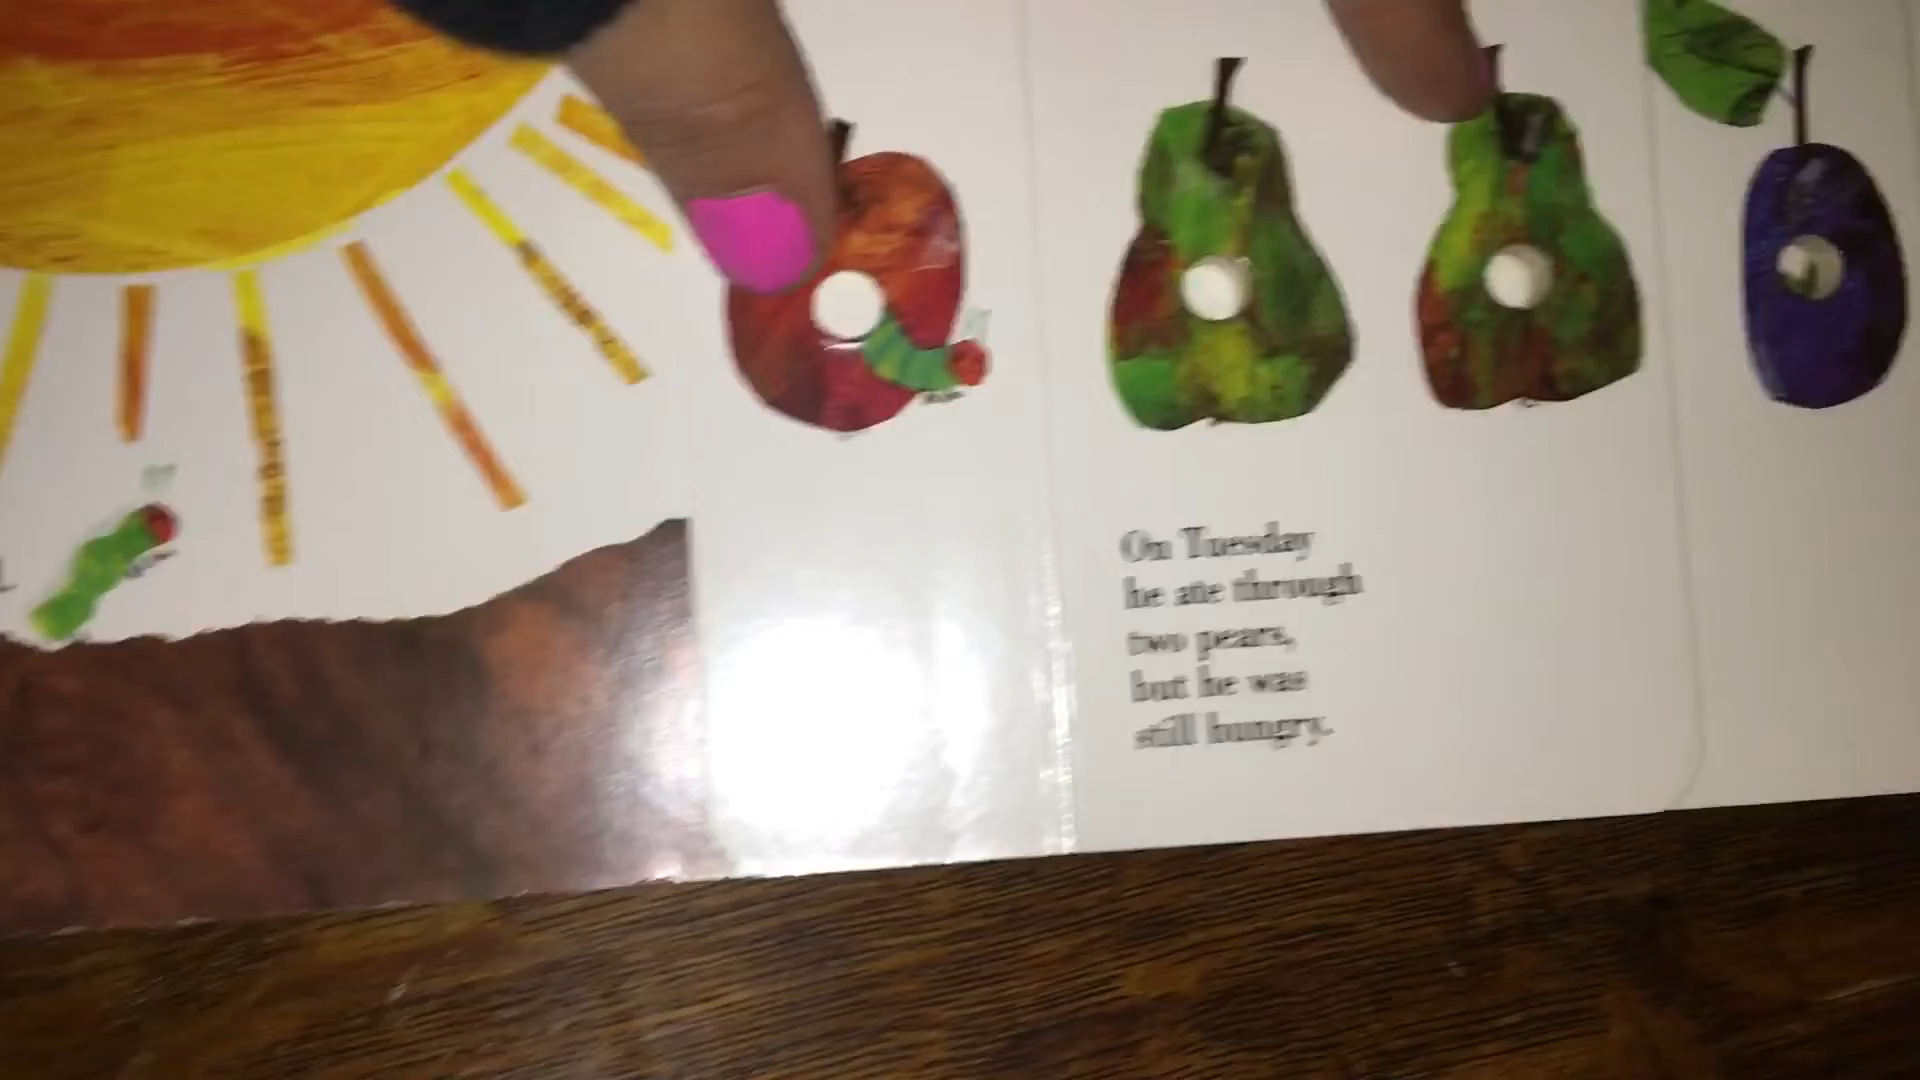 On Tuesday
he ate through
two pears,
but he was
still hungry.